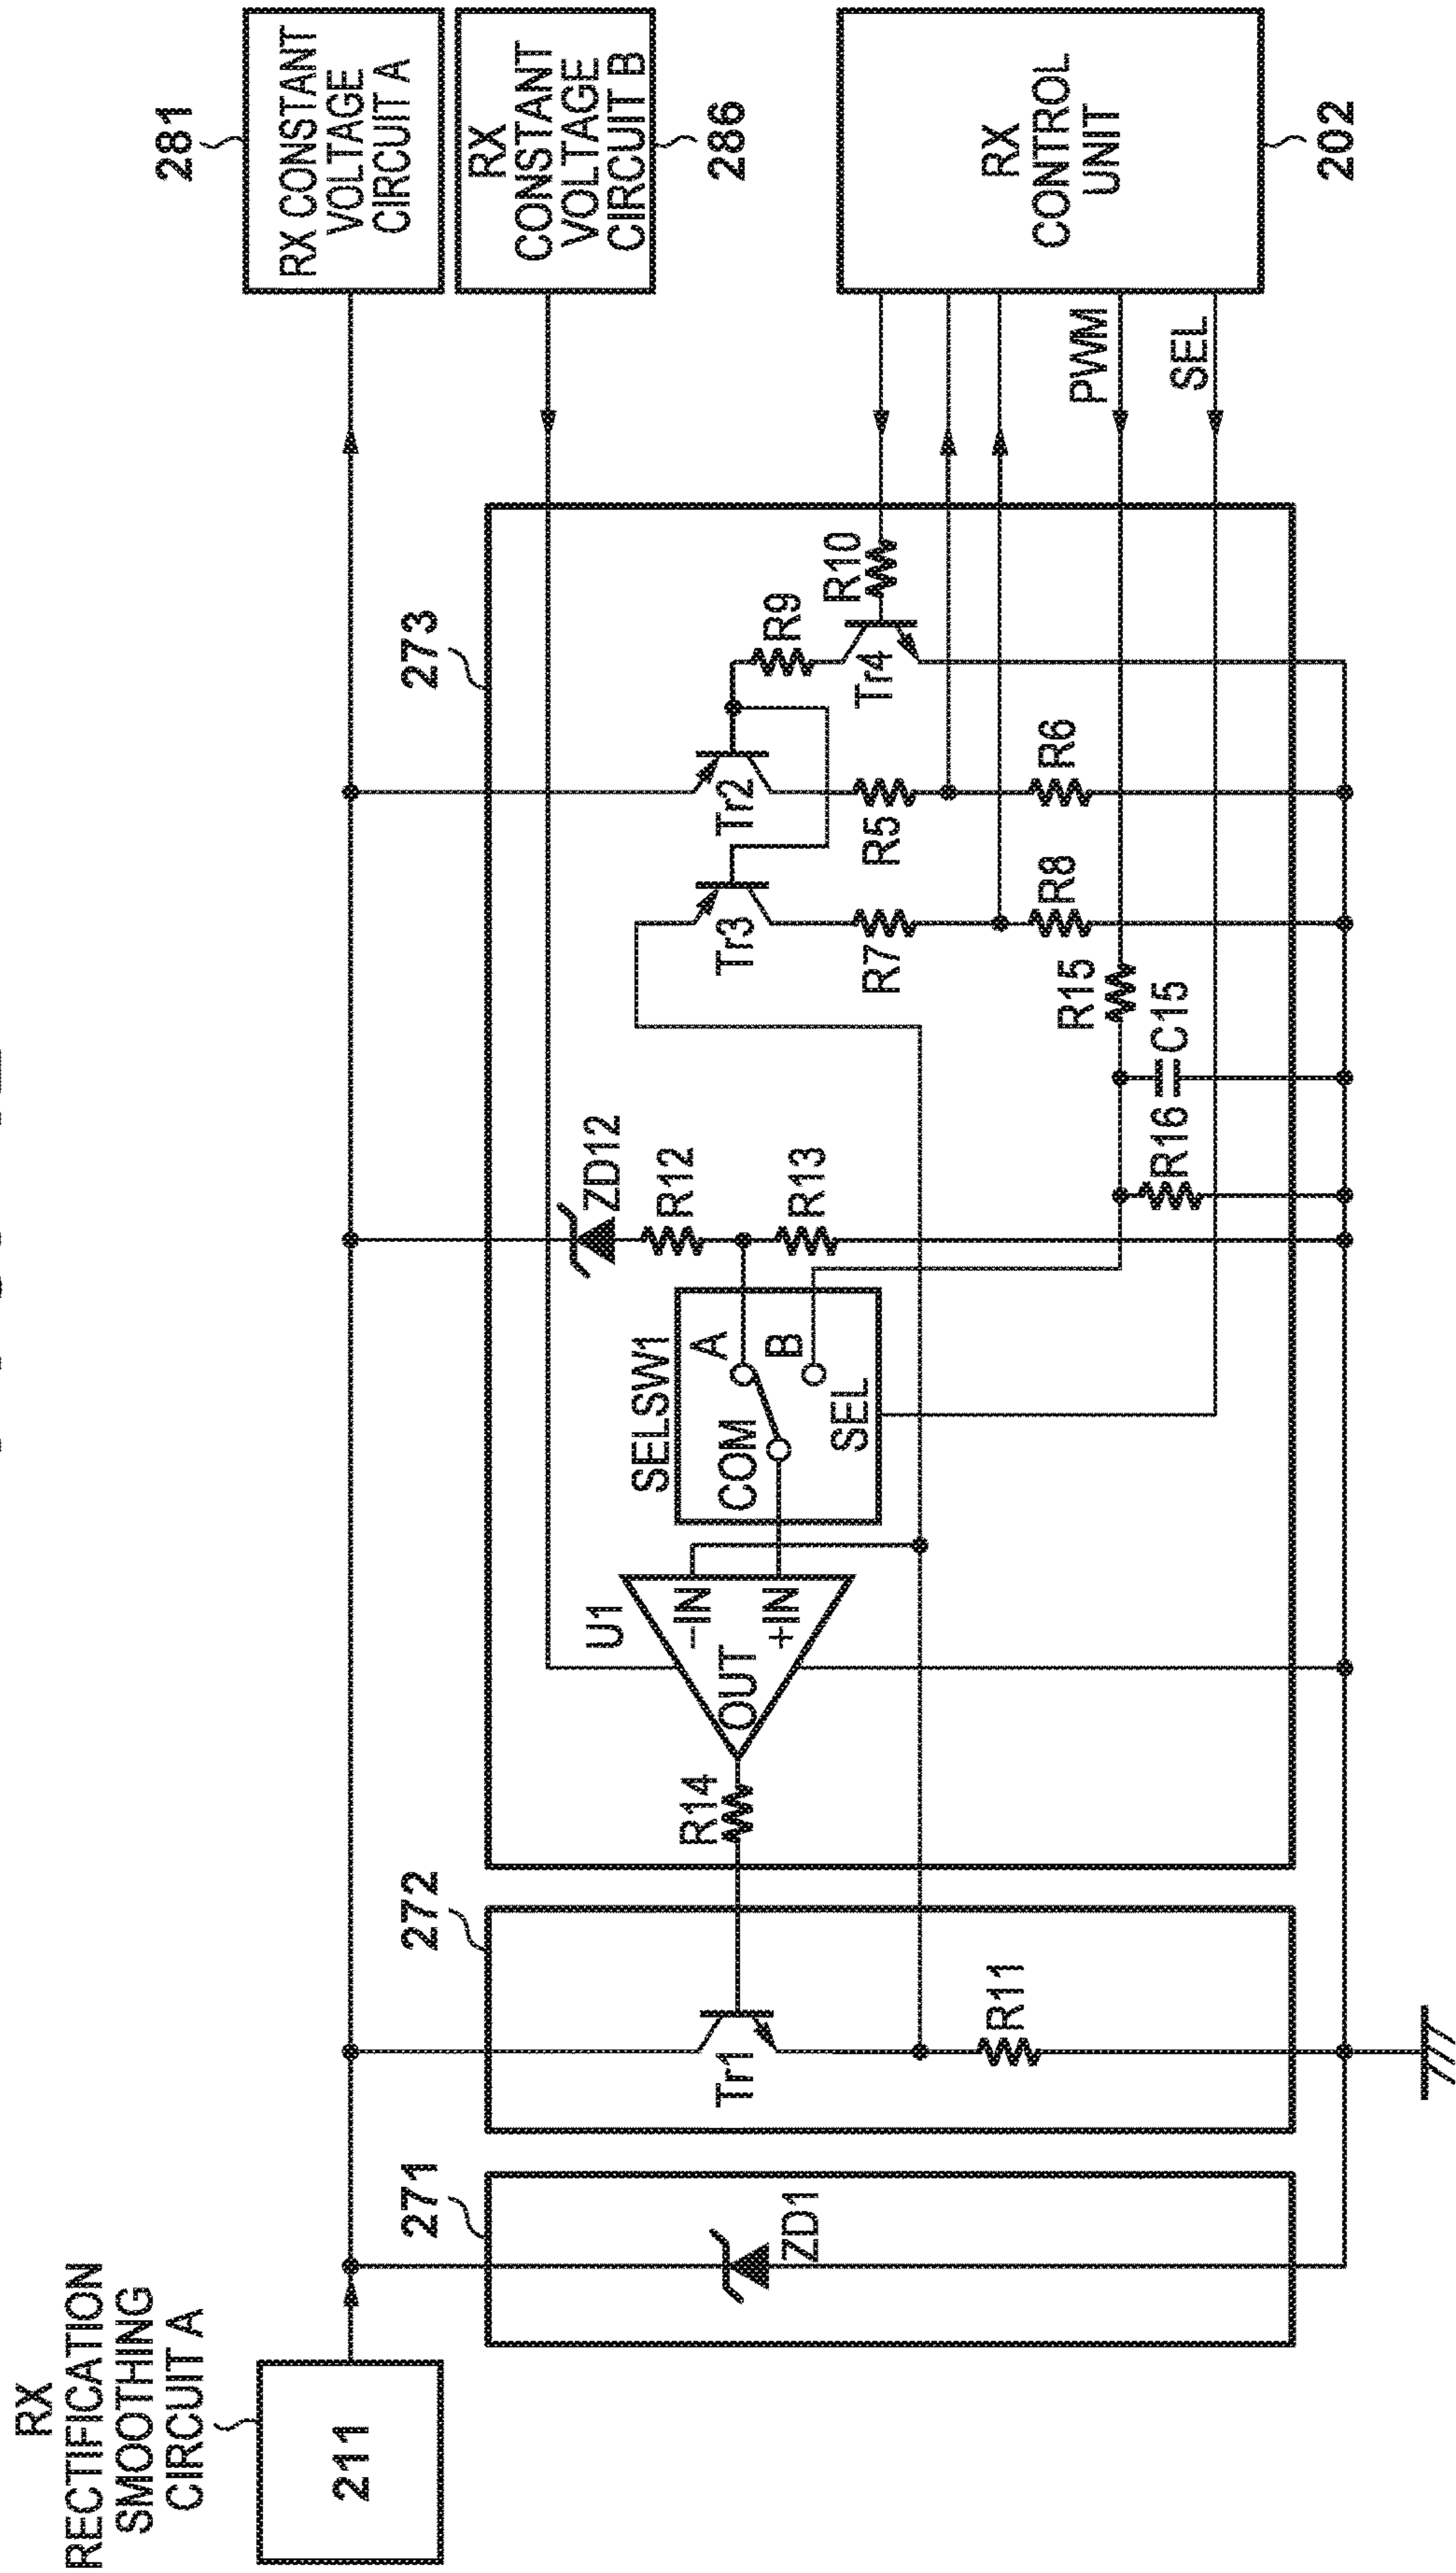 RX
RECTIFICATION
SMOOTHING
CIRCUIT A
211
271
ZD1
272
Tr1
R11
273
R14
U1
OUT
−IN
+IN
SELSW1
COM
A
B
SEL
ZD12
R12
R13
R16
C15
R15
Tr3
R7
R8
Tr2
R5
R6
R9
Tr4
R10
281
RX CONSTANT
VOLTAGE
CIRCUIT A
RX
CONSTANT
VOLTAGE
CIRCUIT B
286
RX
CONTROL
UNIT
202
PWM
SEL